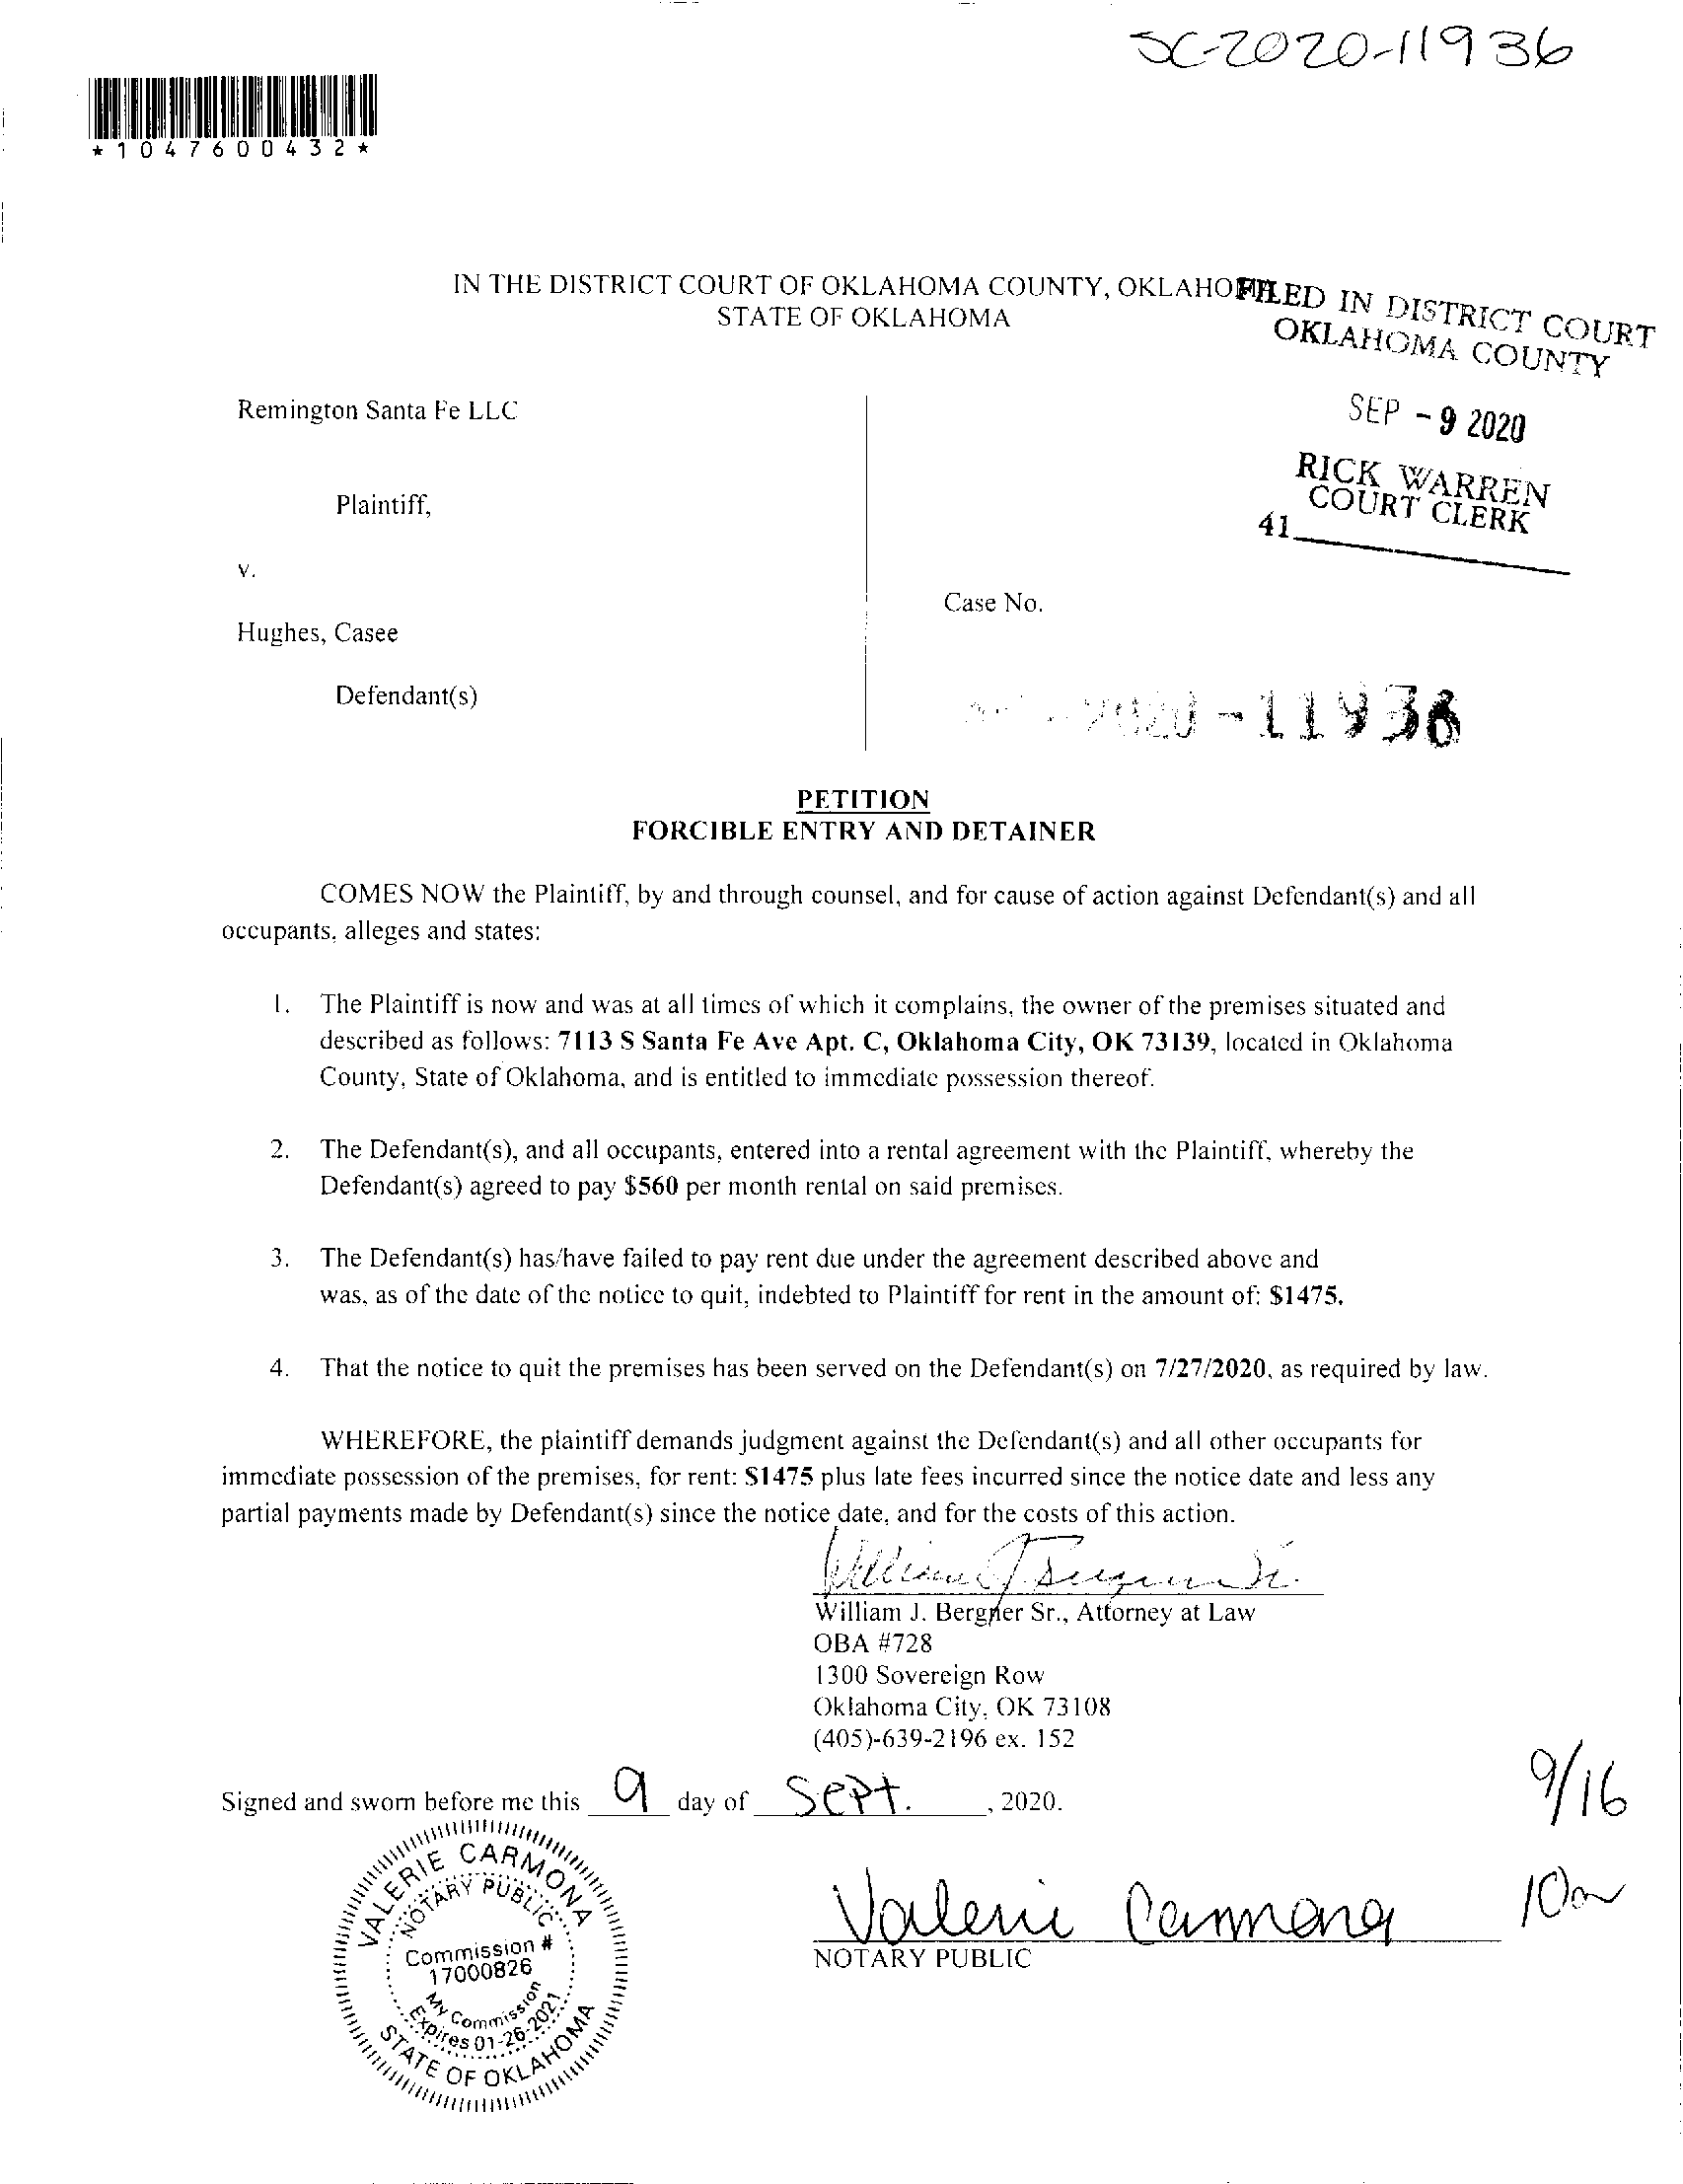 SC-2020-11936
*1047600432*
IN THE DISTRICT COURT OF OKLAHOMA COUNTY,
STATE OF OKLAHOMA
FILED IN DISTRICT COURT
OKLAHOMA COUNTY
SEP - 9 2020
RICK WARREN
COURT CLERK
41
Remington Santa Fe LLC
Plaintiff,
v.
Case No.
Hughes, Casee
Defendant(s)
-2020-11936
PETITION
FORCIBLE ENTRY AND DETAINER
COMES NOW the Plaintiff, by and through counsel, and for cause of action against Defendant(s) and all
occupants, alleges and states:
1. The Plaintiff is now and was at all times of which it complains, the owner of the premises situated and
described as follows: 7113 S Santa Fe Ave Apt. C, Oklahoma City, OK 73139, located in Oklahoma
County, State of Oklahoma, and is entitled to immediate possession thereof.
2. The Defendant(s), and all occupants, entered into a rental agreement with the Plaintiff, whereby the
Defendant(s) agreed to pay $560 per month rental on said premises.
3. The Defendant(s) has/have failed to pay rent due under the agreement described above and
was, as of the date of the notice to quit, indebted to Plaintiff for rent in the amount of: $1475.
4. That the notice to quit the premises has been served on the Defendant(s) on 7/27/2020, as required by law.
WHEREFORE, the plaintiff demands judgment against the Defendant(s) and all other occupants for
immediate possession of the premises, for rent: $1475 plus late fees incurred since the notice date and less any
partial payments made by Defendant(s) since the notice date, and for the costs of this action.
William J. Bergner Sr.
William J. Bergner Sr., Attorney at Law
OBA #728
1300 Sovereign Row
Oklahoma City, OK 73108
(405)-639-2196 ex. 152
Signed and sworn before me this 9 day of Sept. , 2020.
9/16
VALERIE CARMONA
NOTARY PUBLIC
Commission #
17000826
My Commission
Expires 01-26-2021
STATE OF OKLAHOMA
Valerie Carmona
NOTARY PUBLIC